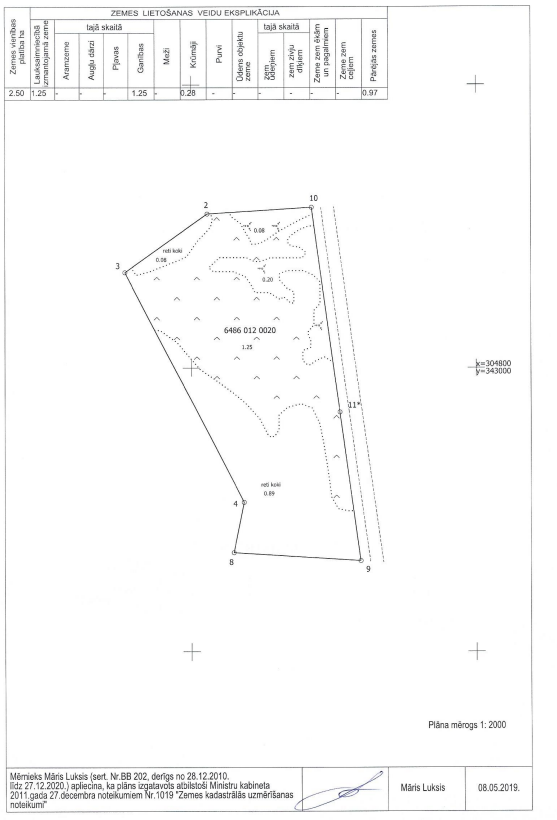 ZEMES LIETOŠANAS VEIDU EKSPLIKĀCIJA
Zemes vienības
platība ha
Lauksaimniecībā
izmantojamā zeme
tajā skaitā
Aramzeme
Augļu dārzi
Pļavas
Ganības
Meži
Krūmāji
Purvi
Ūdens objektu
zeme
tajā skaitā
zem
ūdeņiem
zem zivju
dīķiem
Zeme zem ēkām
un pagalmiem
Zeme zem
ceļiem
Pārējās zemes
2.50 1.25 - - - 1.25 - 0.28 - - - - - - 0.97
2
10
reti koki
0.08
0.08
3
0.20
6486 012 0020
1.25
x=304800
y=343000
11*
reti koki
0.89
4
8
9
Plāna mērogs 1: 2000
Mērnieks Māris Luksis (sert. Nr.BB 202, derīgs no 28.12.2010.
līdz 27.12.2020.) apliecina, ka plāns izgatavots atbilstoši Ministru kabineta
2011.gada 27.decembra noteikumiem Nr.1019 "Zemes kadastrālās uzmērīšanas
noteikumi"
Māris Luksis
08.05.2019.